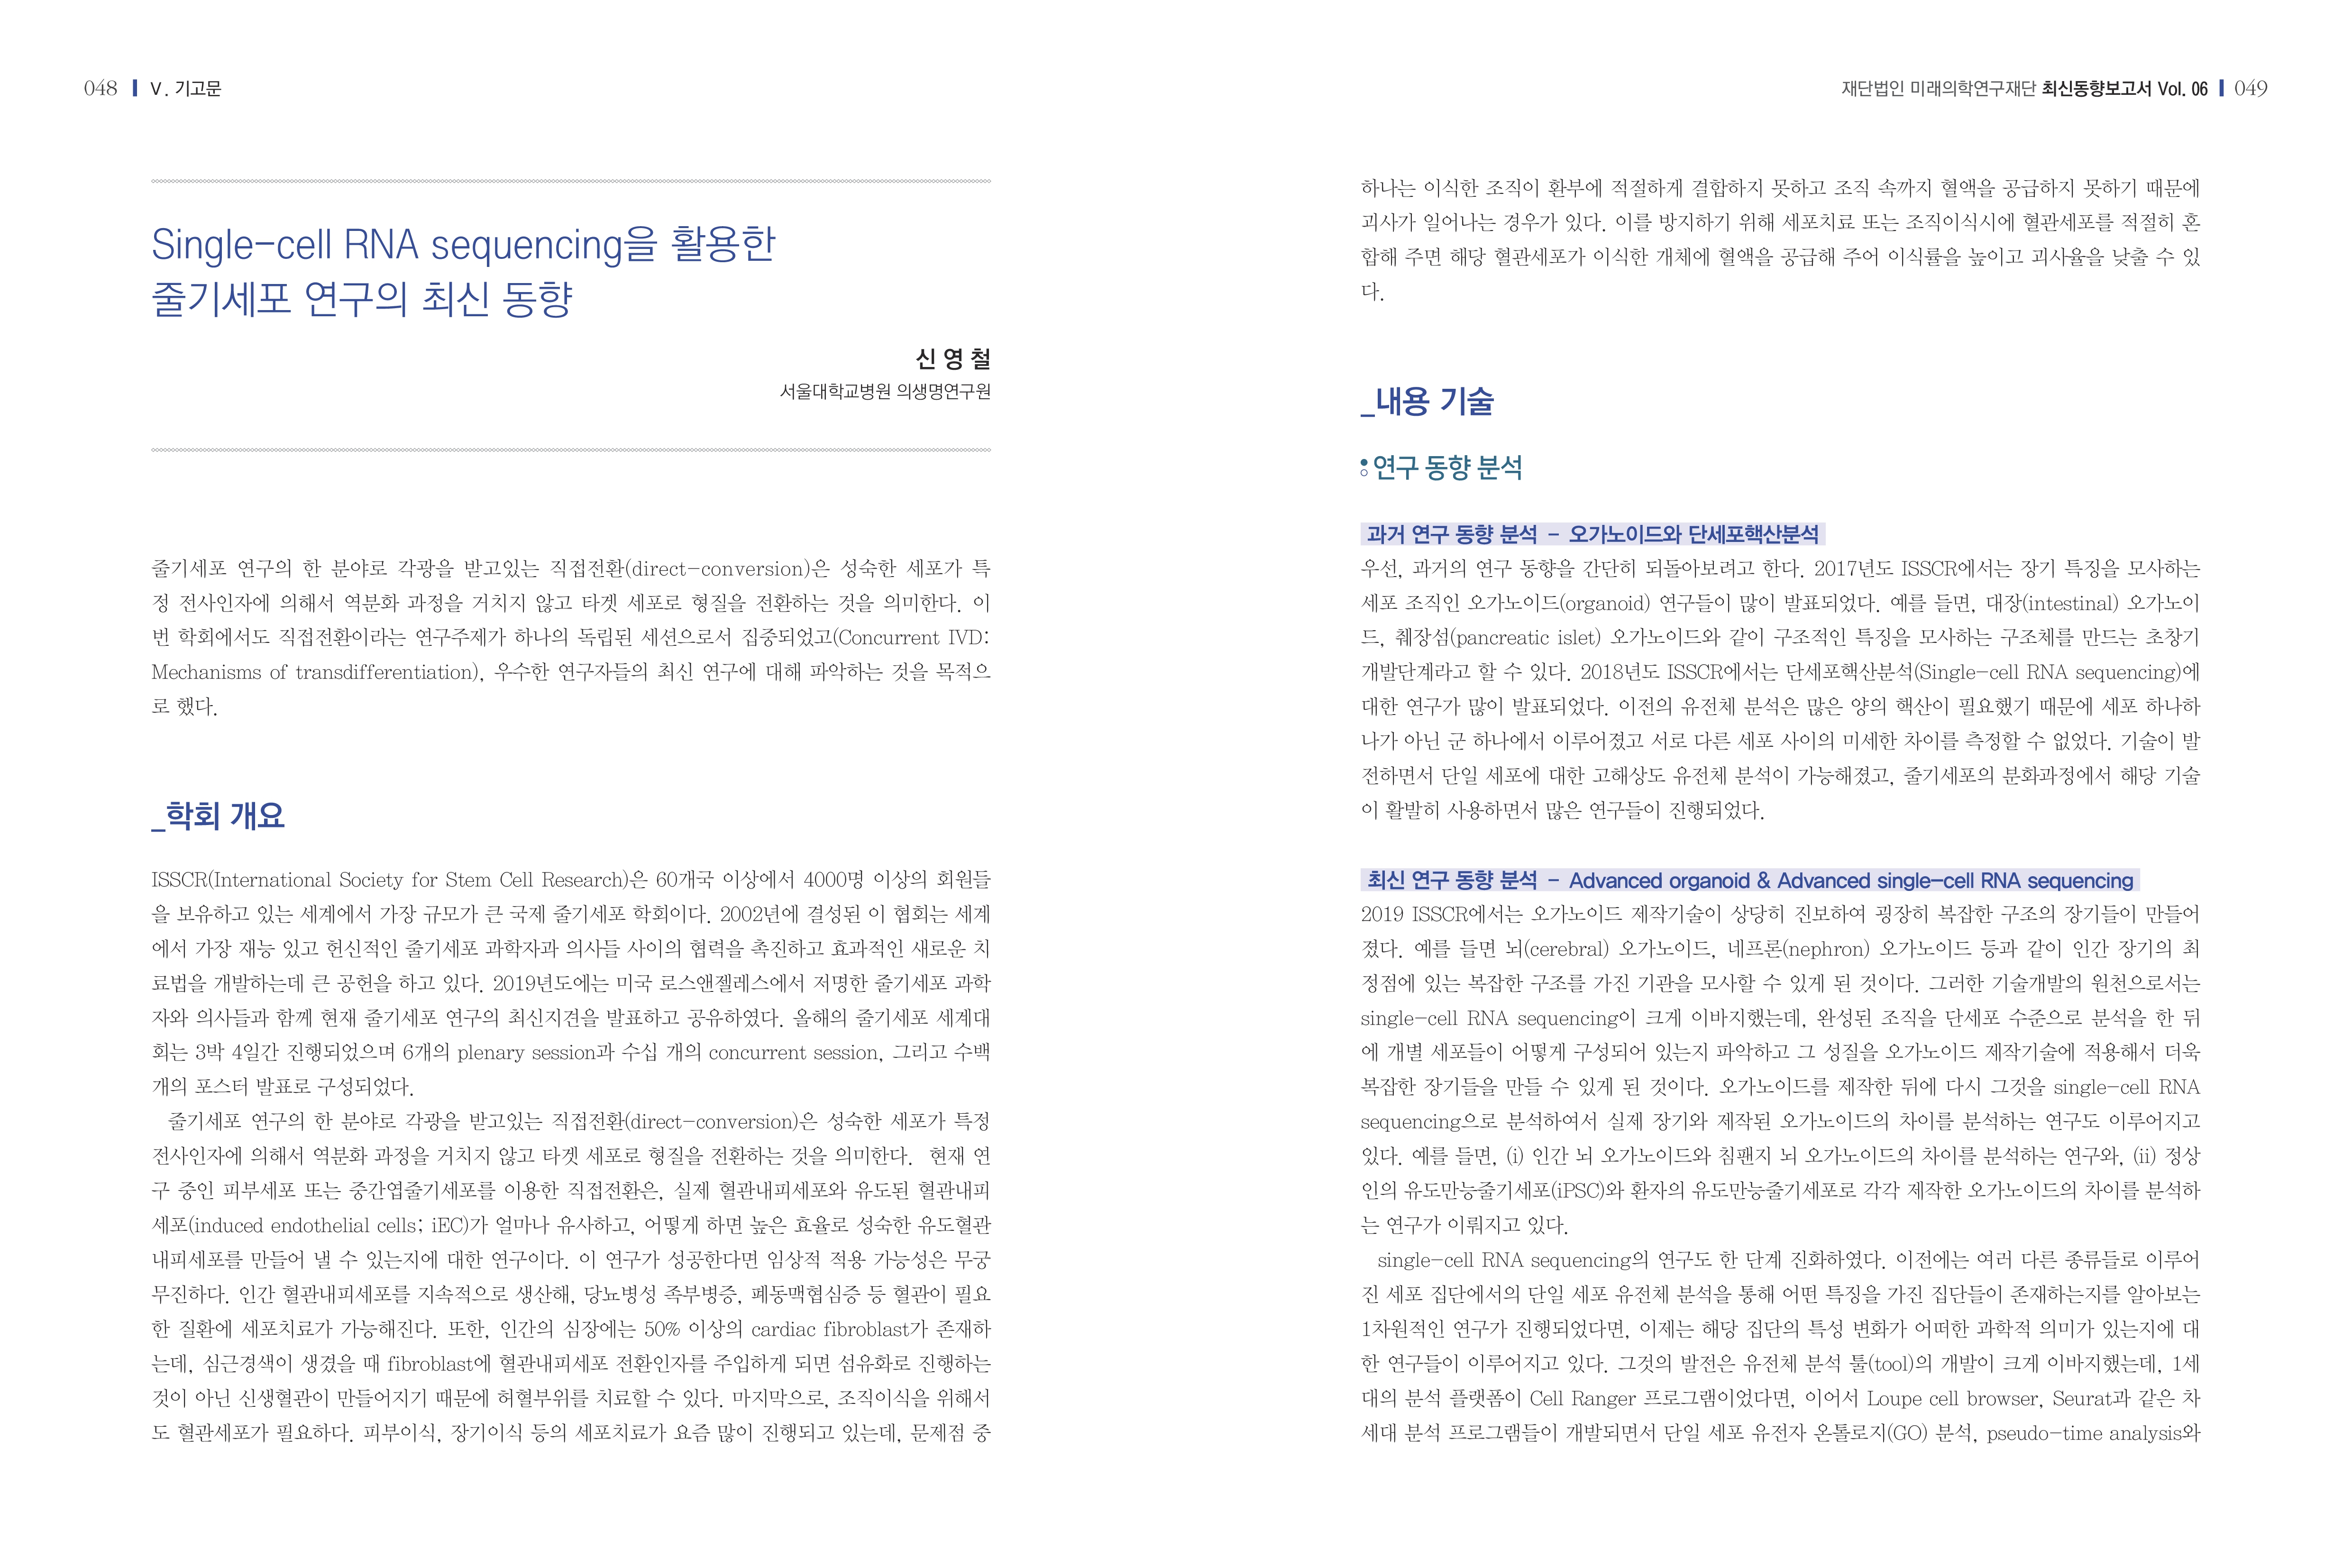 048 V. 기고문
Single-cell RNA sequencing을 활용한
줄기세포 연구의 최신 동향
신 영 철
서울대학교병원 의생명연구원
줄기세포 연구의 한 분야로 각광을 받고있는 직접전환(direct-conversion)은 성숙한 세포가 특
정 전사인자에 의해서 역분화 과정을 거치지 않고 타겟 세포로 형질을 전환하는 것을 의미한다. 이
번 학회에서도 직접전환이라는 연구주제가 하나의 독립된 세션으로서 집중되었고(Concurrent IVD:
Mechanisms of transdifferentiation), 우수한 연구자들의 최신 연구에 대해 파악하는 것을 목적으
로 했다.
_학회 개요
ISSCR(International Society for Stem Cell Research)은 60개국 이상에서 4000명 이상의 회원들
을 보유하고 있는 세계에서 가장 규모가 큰 국제 줄기세포 학회이다. 2002년에 결성된 이 협회는 세계
에서 가장 재능 있고 헌신적인 줄기세포 과학자과 의사들 사이의 협력을 촉진하고 효과적인 새로운 치
료법을 개발하는데 큰 공헌을 하고 있다. 2019년도에는 미국 로스앤젤레스에서 저명한 줄기세포 과학
자와 의사들과 함께 현재 줄기세포 연구의 최신지견을 발표하고 공유하였다. 올해의 줄기세포 세계대
회는 3박 4일간 진행되었으며 6개의 plenary session과 수십 개의 concurrent session, 그리고 수백
개의 포스터 발표로 구성되었다.
줄기세포 연구의 한 분야로 각광을 받고있는 직접전환(direct-conversion)은 성숙한 세포가 특정
전사인자에 의해서 역분화 과정을 거치지 않고 타겟 세포로 형질을 전환하는 것을 의미한다. 현재 연
구 중인 피부세포 또는 중간엽줄기세포를 이용한 직접전환은, 실제 혈관내피세포와 유도된 혈관내피
세포(induced endothelial cells; iEC)가 얼마나 유사하고, 어떻게 하면 높은 효율로 성숙한 유도혈관
내피세포를 만들어 낼 수 있는지에 대한 연구이다. 이 연구가 성공한다면 임상적 적용 가능성은 무궁
무진하다. 인간 혈관내피세포를 지속적으로 생산해, 당뇨병성 족부병증, 폐동맥협심증 등 혈관이 필요
한 질환에 세포치료가 가능해진다. 또한, 인간의 심장에는 50% 이상의 cardiac fibroblast가 존재하
는데, 심근경색이 생겼을 때 fibroblast에 혈관내피세포 전환인자를 주입하게 되면 섬유화로 진행하는
것이 아닌 신생혈관이 만들어지기 때문에 허혈부위를 치료할 수 있다. 마지막으로, 조직이식을 위해서
도 혈관세포가 필요하다. 피부이식, 장기이식 등의 세포치료가 요즘 많이 진행되고 있는데, 문제점 중
재단법인 미래의학연구재단 최신동향보고서 Vol. 06 049
하나는 이식한 조직이 환부에 적절하게 결합하지 못하고 조직 속까지 혈액을 공급하지 못하기 때문에
괴사가 일어나는 경우가 있다. 이를 방지하기 위해 세포치료 또는 조직이식시에 혈관세포를 적절히 혼
합해 주면 해당 혈관세포가 이식한 개체에 혈액을 공급해 주어 이식률을 높이고 괴사율을 낮출 수 있
다.
_내용 기술
연구 동향 분석
과거 연구 동향 분석 - 오가노이드와 단세포핵산분석
우선, 과거의 연구 동향을 간단히 되돌아보려고 한다. 2017년도 ISSCR에서는 장기 특징을 모사하는
세포 조직인 오가노이드(organoid) 연구들이 많이 발표되었다. 예를 들면, 대장(intestinal) 오가노이
드, 췌장섬(pancreatic islet) 오가노이드와 같이 구조적인 특징을 모사하는 구조체를 만드는 초창기
개발단계라고 할 수 있다. 2018년도 ISSCR에서는 단세포핵산분석(Single-cell RNA sequencing)에
대한 연구가 많이 발표되었다. 이전의 유전체 분석은 많은 양의 핵산이 필요했기 때문에 세포 하나하
나가 아닌 군 하나에서 이루어졌고 서로 다른 세포 사이의 미세한 차이를 측정할 수 없었다. 기술이 발
전하면서 단일 세포에 대한 고해상도 유전체 분석이 가능해졌고, 줄기세포의 분화과정에서 해당 기술
이 활발히 사용하면서 많은 연구들이 진행되었다.
최신 연구 동향 분석 - Advanced organoid & Advanced single-cell RNA sequencing
2019 ISSCR에서는 오가노이드 제작기술이 상당히 진보하여 굉장히 복잡한 구조의 장기들이 만들어
졌다. 예를 들면 뇌(cerebral) 오가노이드, 네프론(nephron) 오가노이드 등과 같이 인간 장기의 최
정점에 있는 복잡한 구조를 가진 기관을 모사할 수 있게 된 것이다. 그러한 기술개발의 원천으로서는
single-cell RNA sequencing이 크게 이바지했는데, 완성된 조직을 단세포 수준으로 분석을 한 뒤
에 개별 세포들이 어떻게 구성되어 있는지 파악하고 그 성질을 오가노이드 제작기술에 적용해서 더욱
복잡한 장기들을 만들 수 있게 된 것이다. 오가노이드를 제작한 뒤에 다시 그것을 single-cell RNA
sequencing으로 분석하여서 실제 장기와 제작된 오가노이드의 차이를 분석하는 연구도 이루어지고
있다. 예를 들면, (i) 인간 뇌 오가노이드와 침팬지 뇌 오가노이드의 차이를 분석하는 연구와, (ii) 정상
인의 유도만능줄기세포(iPSC)와 환자의 유도만능줄기세포로 각각 제작한 오가노이드의 차이를 분석하
는 연구가 이뤄지고 있다.
single-cell RNA sequencing의 연구도 한 단계 진화하였다. 이전에는 여러 다른 종류들로 이루어
진 세포 집단에서의 단일 세포 유전체 분석을 통해 어떤 특징을 가진 집단들이 존재하는지를 알아보는
1차원적인 연구가 진행되었다면, 이제는 해당 집단의 특성 변화가 어떠한 과학적 의미가 있는지에 대
한 연구들이 이루어지고 있다. 그것의 발전은 유전체 분석 툴(tool)의 개발이 크게 이바지했는데, 1세
대의 분석 플랫폼이 Cell Ranger 프로그램이었다면, 이어서 Loupe cell browser, Seurat과 같은 차
세대 분석 프로그램들이 개발되면서 단일 세포 유전자 온톨로지(GO) 분석, pseudo-time analysis와